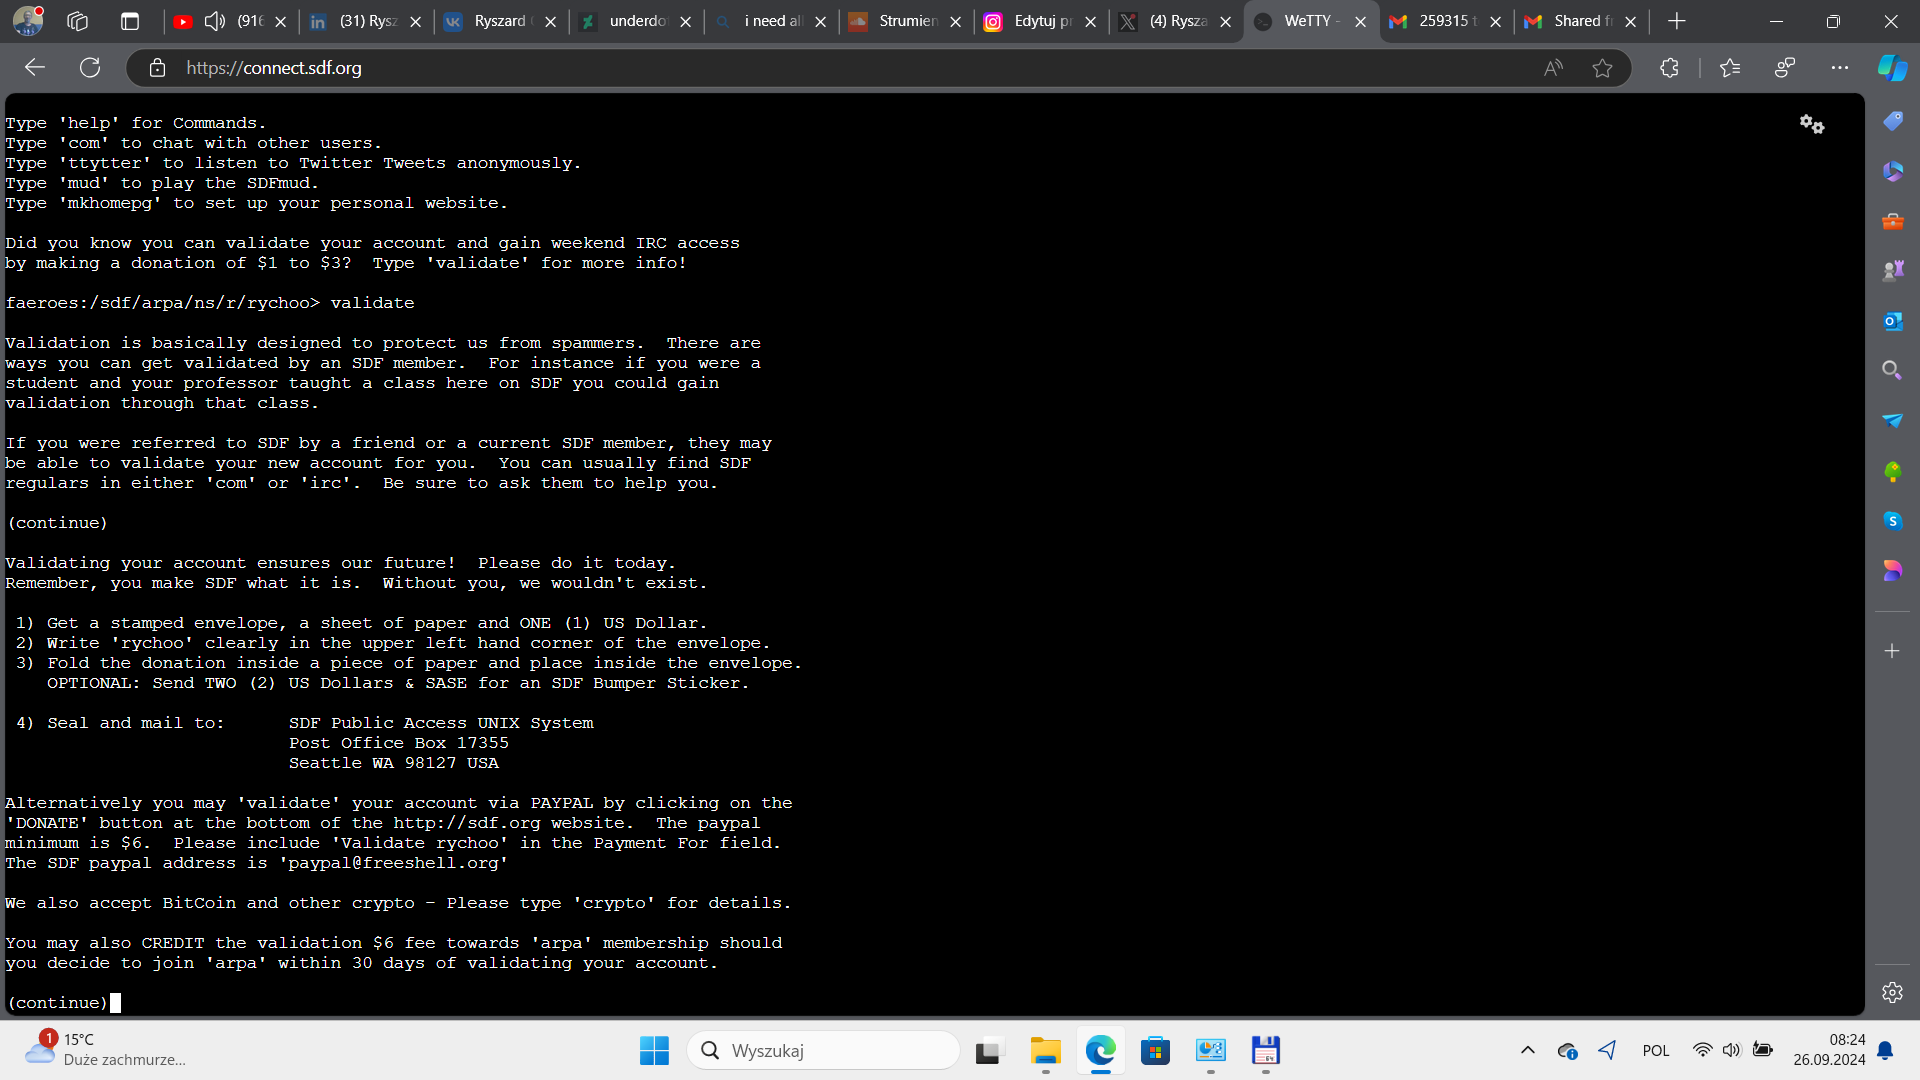 (916
(31) Rysz
Ryszard
underdo
i need all
Strumien
Edytuj pr
(4) Rysza
WeTTY -
259315 t
Shared fr
https://connect.sdf.org
Type 'help' for Commands.
Type 'com' to chat with other users.
Type 'ttytter' to listen to Twitter Tweets anonymously.
Type 'mud' to play the SDFmud.
Type 'mkhomepg' to set up your personal website.
Did you know you can validate your account and gain weekend IRC access
by making a donation of $1 to $3?  Type 'validate' for more info!
faeroes:/sdf/arpa/ns/r/rychoo> validate
Validation is basically designed to protect us from spammers.  There are
ways you can get validated by an SDF member.  For instance if you were a
student and your professor taught a class here on SDF you could gain
validation through that class.
If you were referred to SDF by a friend or a current SDF member, they may
be able to validate your new account for you.  You can usually find SDF
regulars in either 'com' or 'irc'.  Be sure to ask them to help you.
(continue)
Validating your account ensures our future!  Please do it today.
Remember, you make SDF what it is.  Without you, we wouldn't exist.
1) Get a stamped envelope, a sheet of paper and ONE (1) US Dollar.
2) Write 'rychoo' clearly in the upper left hand corner of the envelope.
3) Fold the donation inside a piece of paper and place inside the envelope.
OPTIONAL: Send TWO (2) US Dollars & SASE for an SDF Bumper Sticker.
4) Seal and mail to:      SDF Public Access UNIX System
Post Office Box 17355
Seattle WA 98127 USA
Alternatively you may 'validate' your account via PAYPAL by clicking on the
'DONATE' button at the bottom of the http://sdf.org website.  The paypal
minimum is $6.  Please include 'Validate rychoo' in the Payment For field.
The SDF paypal address is 'paypal@freeshell.org'
We also accept BitCoin and other crypto – Please type 'crypto' for details.
You may also CREDIT the validation $6 fee towards 'arpa' membership should
you decide to join 'arpa' within 30 days of validating your account.
(continue)
1
15°C
Duże zachmurze...
Wyszukaj
POL
08:24
26.09.2024